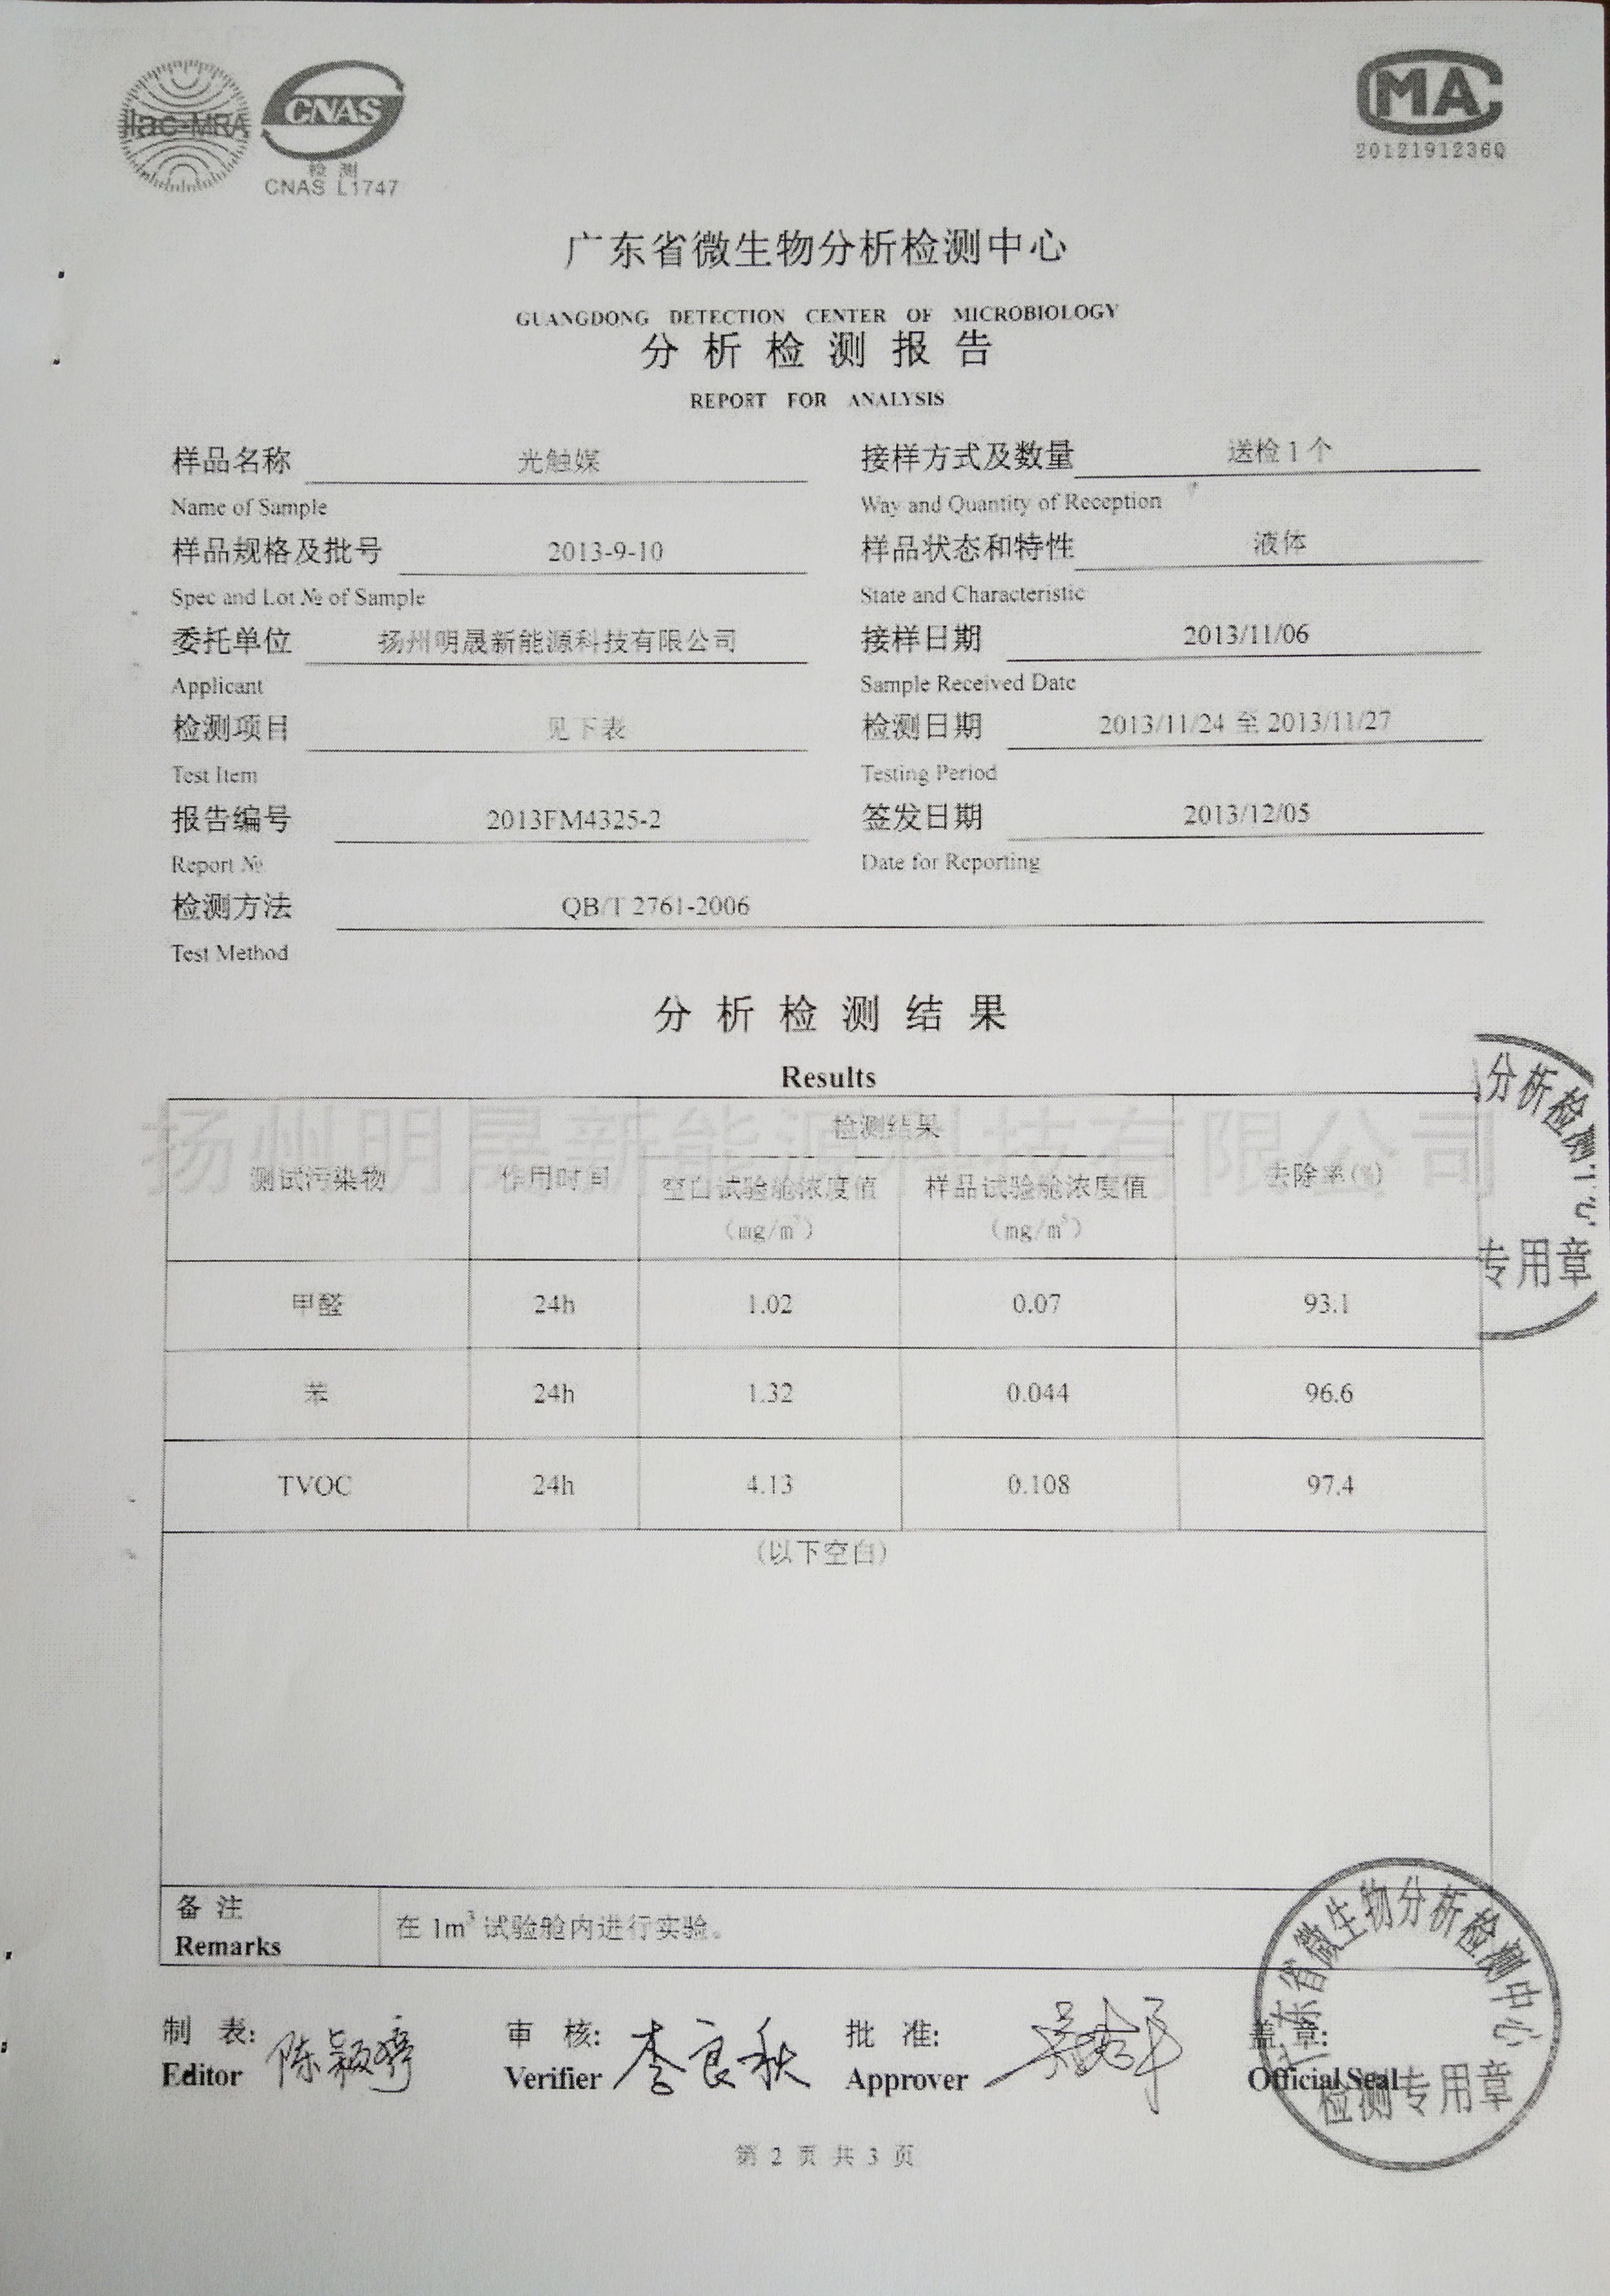 ilac-MRA
CNAS
检 测
CNAS L1747
MA
2012191236Q
广东省微生物分析检测中心
GUANGDONG DETECTION CENTER OF MICROBIOLOGY
分析检测报告
REPORT FOR ANALYSIS
样品名称 光触媒 接样方式及数量 送检1个
Name of Sample Way and Quantity of Reception
样品规格及批号 2013-9-10 样品状态和特性 液体
Spec and Lot № of Sample State and Characteristic
委托单位 扬州明晟新能源科技有限公司 接样日期 2013/11/06
Applicant Sample Received Date
检测项目 见下表 检测日期 2013/11/24 至 2013/11/27
Test Item Testing Period
报告编号 2013FM4325-2 签发日期 2013/12/05
Report № Date for Reporting
检测方法 QB/T 2761-2006
Test Method
分析检测结果
Results
扬州明晟新能源科技有限公司
检测结果
测试污染物 作用时间 空白试验舱浓度值 样品试验舱浓度值 去除率(%)
(mg/m³) (mg/m³)
甲醛 24h 1.02 0.07 93.1
苯 24h 1.32 0.044 96.6
TVOC 24h 4.13 0.108 97.4
(以下空白)
分析检测中心
专用章
备 注
Remarks
在 1m³ 试验舱内进行实验。
制 表: 陈颖婷 审 核: 李良秋 批 准: 盖 章:
Editor Verifier Approver Official Seal
广东省微生物分析检测中心
检测专用章
第 2 页 共 3 页